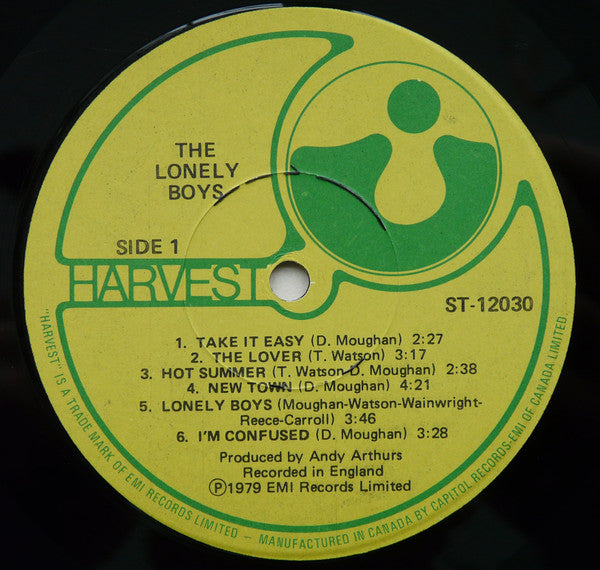 THE
LONELY
BOYS
SIDE 1
HARVEST
ST-12030
1. TAKE IT EASY (D. Moughan) 2:27
2. THE LOVER (T. Watson) 3:17
3. HOT SUMMER (T. Watson-D. Moughan) 2:38
4. NEW TOWN (D. Moughan) 4:21
5. LONELY BOYS (Moughan-Watson-Wainwright-
Reece-Carroll) 3:46
6. I'M CONFUSED (D. Moughan) 3:28
Produced by Andy Arthurs
Recorded in England
Ⓟ1979 EMI Records Limited
"HARVEST" IS A TRADE MARK OF EMI RECORDS LIMITED – MANUFACTURED IN CANADA BY CAPITOL RECORDS-EMI OF CANADA LIMITED.